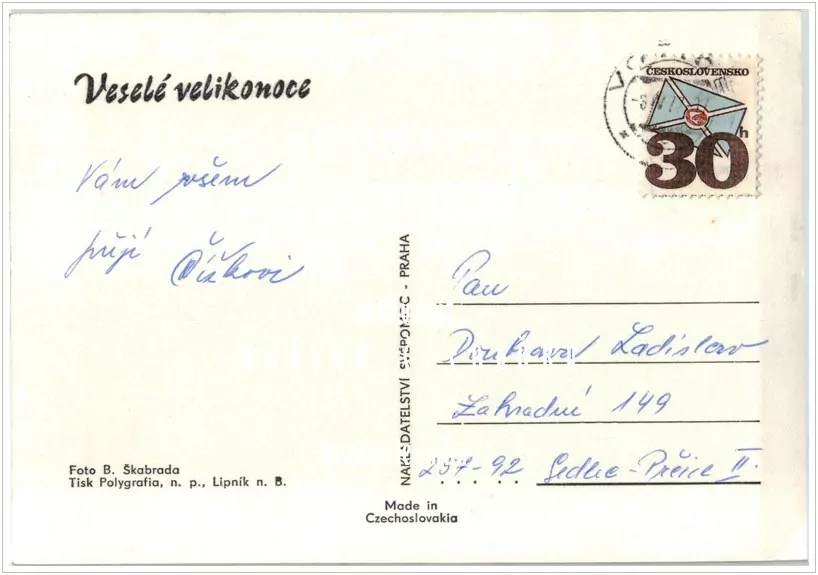 Veselé velikonoce
Vám všem
přejí Čížkovi
ČESKOSLOVENSKO
30 h
NAKLADATELSTVÍ SVÉPOMOC - PRAHA
Pan
Doubrava Ladislav
Zahradní 149
257-92 Sedlec-Prčice II.
Foto B. Škabrada
Tisk Polygrafia, n. p., Lipník n. B.
Made in
Czechoslovakia